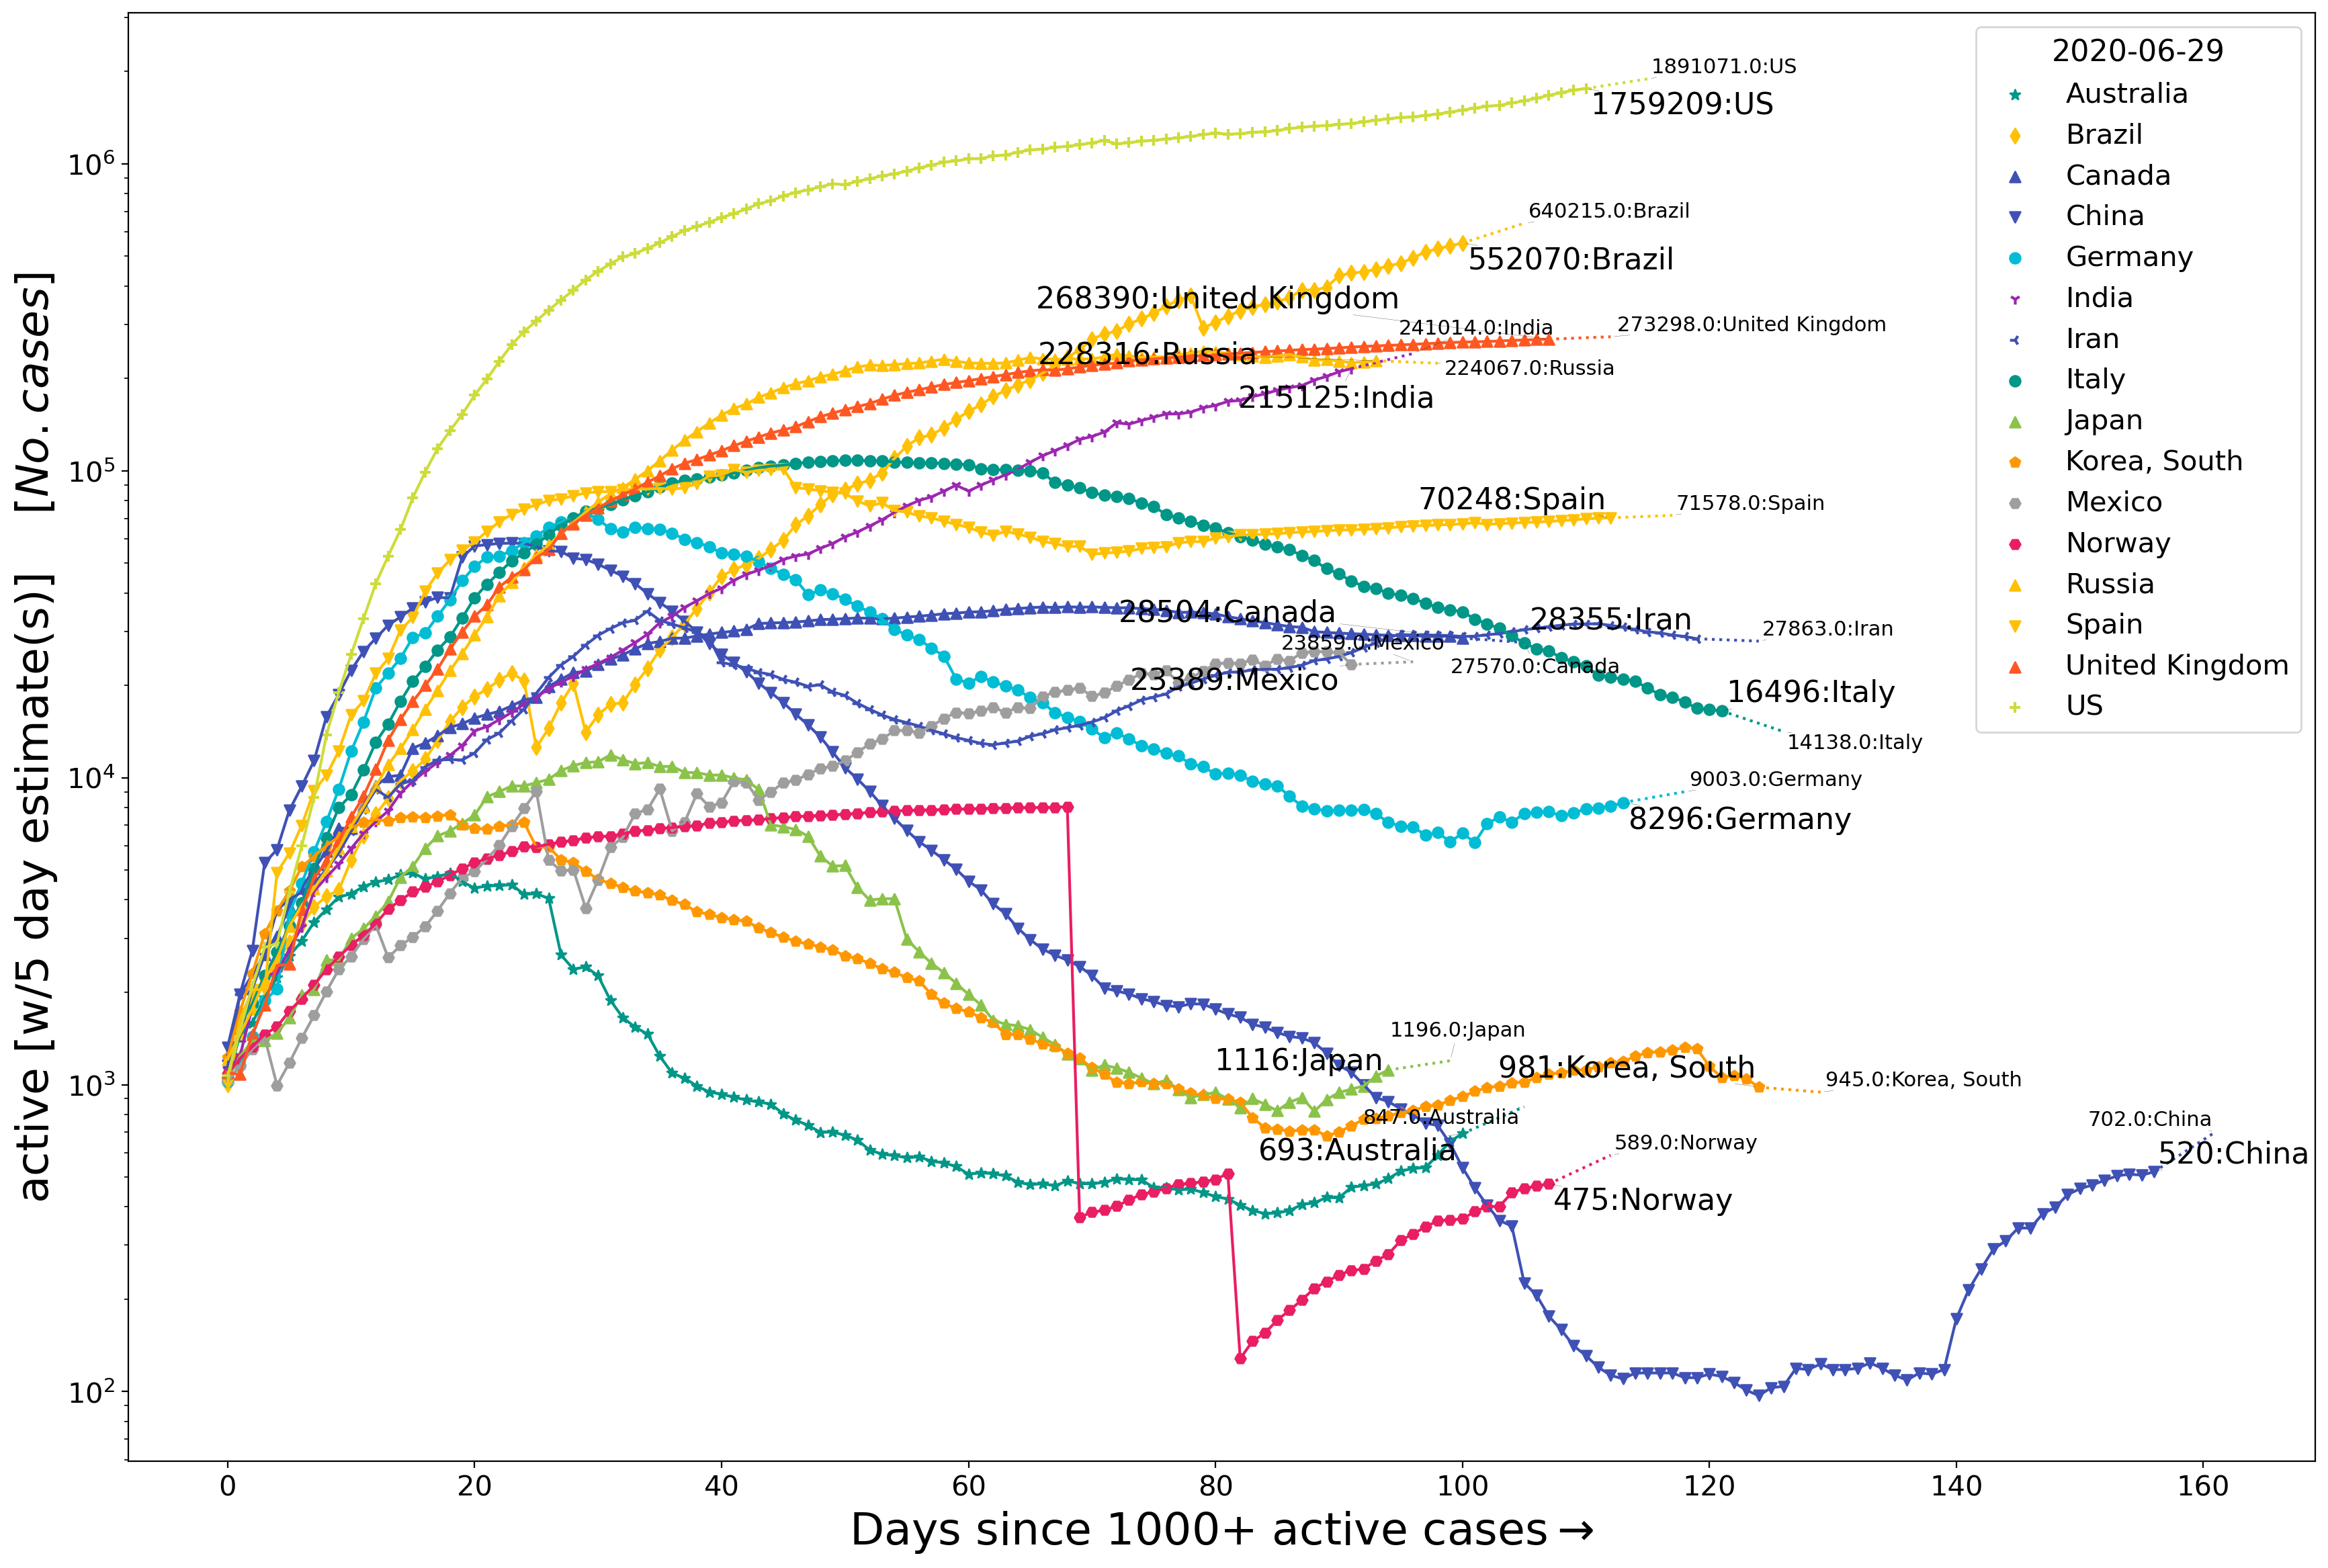 2020-06-29
Australia
Brazil
Canada
China
Germany
India
Iran
Italy
Japan
Korea, South
Mexico
Norway
Russia
Spain
United Kingdom
US
1891071.0:US
1759209:US
640215.0:Brazil
552070:Brazil
268390:United Kingdom
241014.0:India
273298.0:United Kingdom
228316:Russia
224067.0:Russia
215125:India
70248:Spain
71578.0:Spain
28504:Canada
28355:Iran
27863.0:Iran
23859.0:Mexico
27570.0:Canada
23389:Mexico
16496:Italy
14138.0:Italy
9003.0:Germany
8296:Germany
1196.0:Japan
1116:Japan
981:Korea, South
945.0:Korea, South
847.0:Australia
702.0:China
693:Australia
589.0:Norway
520:China
475:Norway
10^6
10^5
10^4
10^3
10^2
active [w/5 day estimate(s)] [No.cases]
0 20 40 60 80 100 120 140 160
Days since 1000+ active cases→